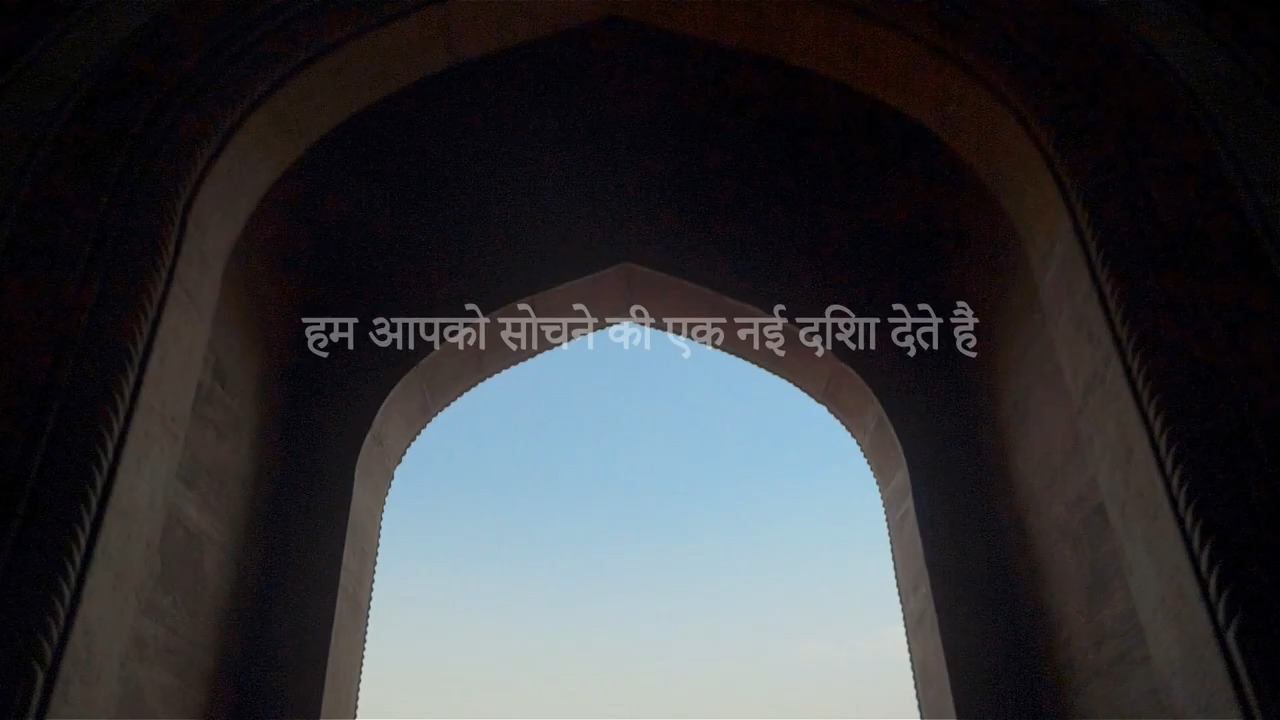 हम आपको सोचने की एक नई दशिा देते है